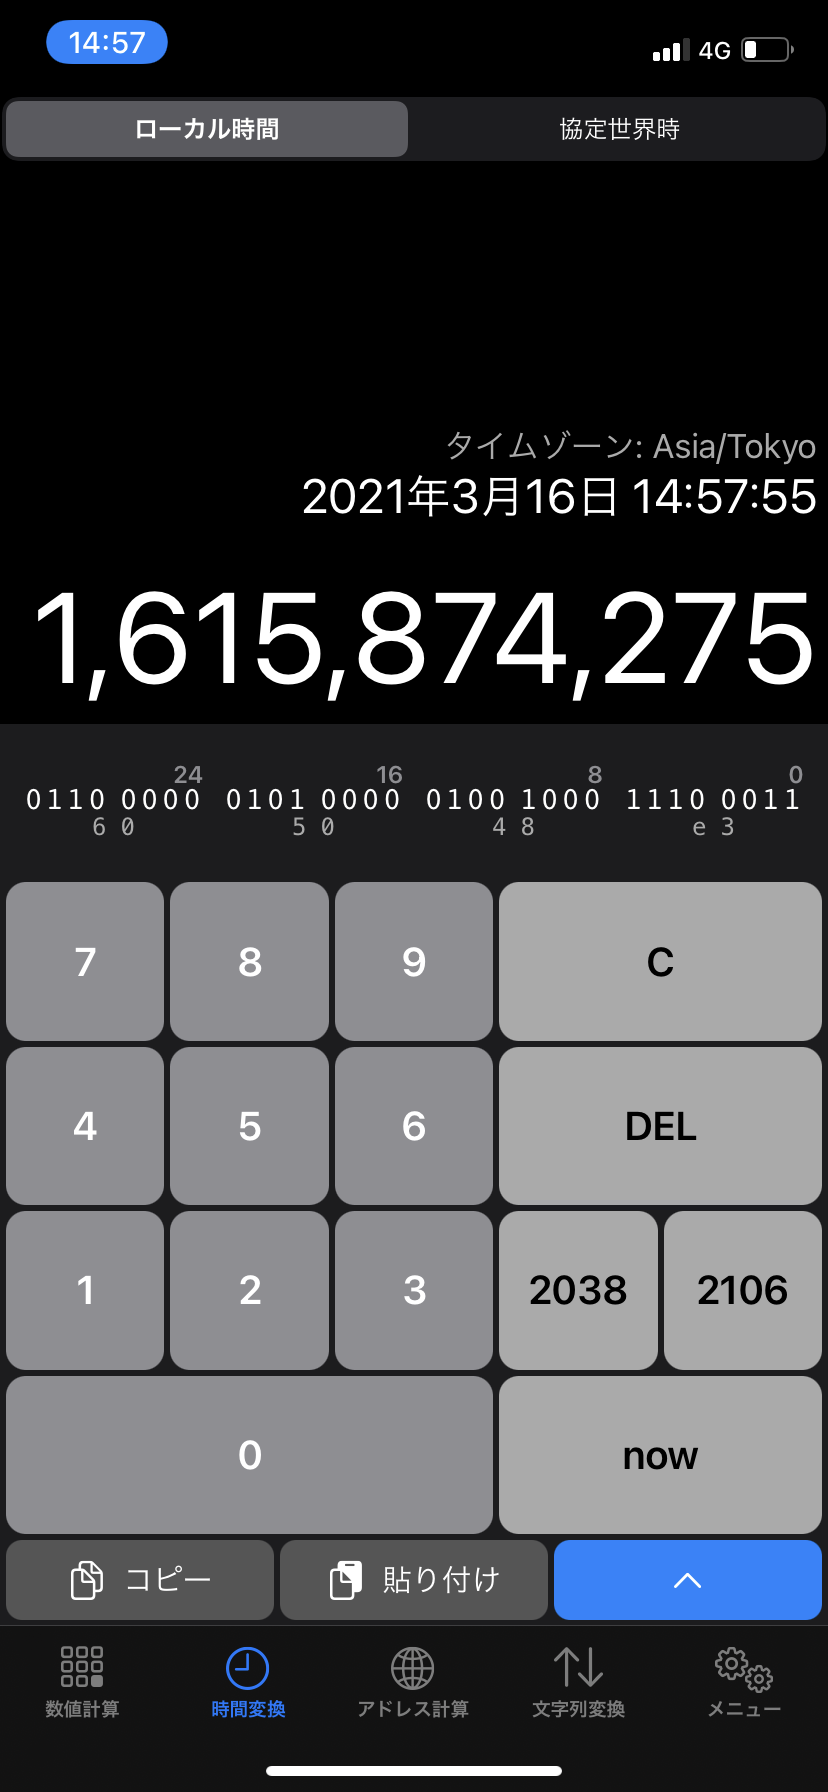 14:57
4G
ローカル時間 協定世界時
タイムゾーン: Asia/Tokyo
2021年3月16日 14:57:55
1,615,874,275
24 16 8 0
0110 0000 0101 0000 0100 1000 1110 0011
6 0 5 0 4 8 e 3
7 8 9 C
4 5 6 DEL
1 2 3 2038 2106
0 now
コピー 貼り付け
数値計算 時間変換 アドレス計算 文字列変換 メニュー